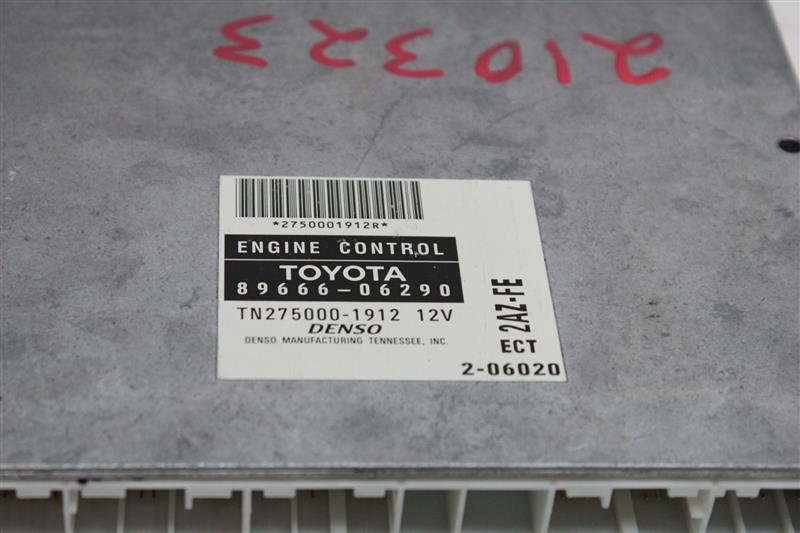 210323
*2750001912R*
ENGINE CONTROL
TOYOTA
89666-06290
TN275000-1912 12V
DENSO
DENSO MANUFACTURING TENNESSEE, INC.
2AZ-FE
ECT
2-06020